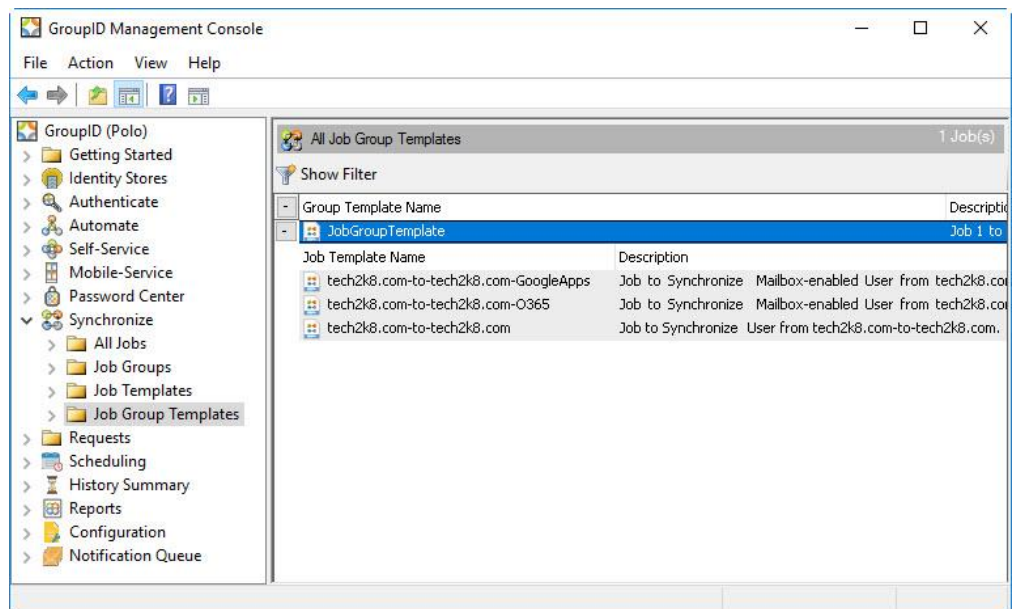 GroupID Management Console
File Action View Help
GroupID (Polo)
Getting Started
Identity Stores
Authenticate
Automate
Self-Service
Mobile-Service
Password Center
Synchronize
All Jobs
Job Groups
Job Templates
Job Group Templates
Requests
Scheduling
History Summary
Reports
Configuration
Notification Queue
All Job Group Templates 1 Job(s)
Show Filter
Group Template Name Descriptio
JobGroupTemplate Job 1 to
Job Template Name Description
tech2k8.com-to-tech2k8.com-GoogleApps Job to Synchronize Mailbox-enabled User from tech2k8.co
tech2k8.com-to-tech2k8.com-O365 Job to Synchronize Mailbox-enabled User from tech2k8.co
tech2k8.com-to-tech2k8.com Job to Synchronize User from tech2k8.com-to-tech2k8.com.